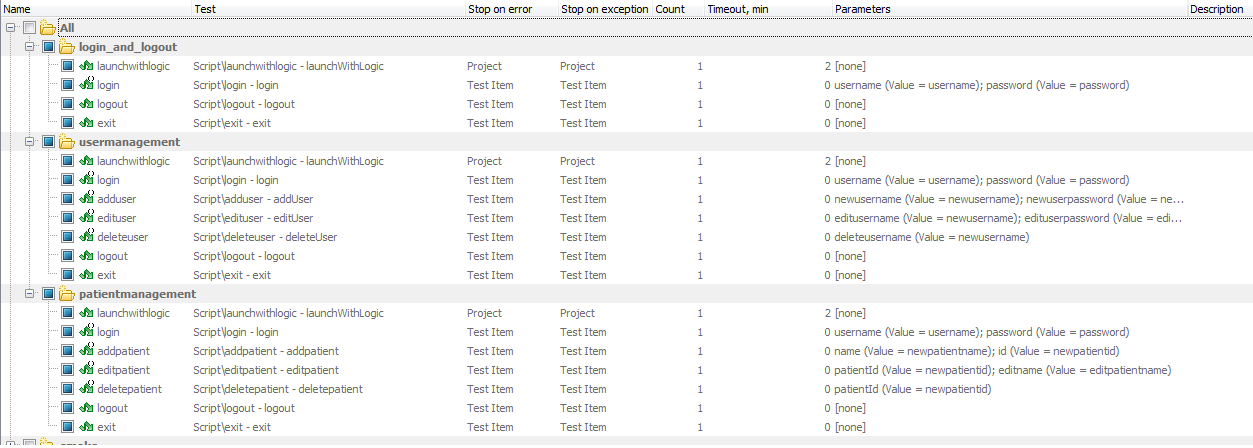 Name Test Stop on error Stop on exception Count Timeout, min Parameters Description
All
login_and_logout
launchwithlogic Script\launchwithlogic - launchWithLogic Project Project 1 2 [none]
login Script\login - login Test Item Test Item 1 0 username (Value = username); password (Value = password)
logout Script\logout - logout Test Item Test Item 1 0 [none]
exit Script\exit - exit Test Item Test Item 1 0 [none]
usermanagement
launchwithlogic Script\launchwithlogic - launchWithLogic Project Project 1 2 [none]
login Script\login - login Test Item Test Item 1 0 username (Value = username); password (Value = password)
adduser Script\adduser - addUser Test Item Test Item 1 0 newusername (Value = newusername); newuserpassword (Value = ne...
edituser Script\edituser - editUser Test Item Test Item 1 0 editusername (Value = newusername); edituserpassword (Value = edi...
deleteuser Script\deleteuser - deleteUser Test Item Test Item 1 0 deleteusername (Value = newusername)
logout Script\logout - logout Test Item Test Item 1 0 [none]
exit Script\exit - exit Test Item Test Item 1 0 [none]
patientmanagement
launchwithlogic Script\launchwithlogic - launchWithLogic Project Project 1 2 [none]
login Script\login - login Test Item Test Item 1 0 username (Value = username); password (Value = password)
addpatient Script\addpatient - addpatient Test Item Test Item 1 0 name (Value = newpatientname); id (Value = newpatientid)
editpatient Script\editpatient - editpatient Test Item Test Item 1 0 patientId (Value = newpatientid); editname (Value = editpatientname)
deletepatient Script\deletepatient - deletepatient Test Item Test Item 1 0 patientId (Value = newpatientid)
logout Script\logout - logout Test Item Test Item 1 0 [none]
exit Script\exit - exit Test Item Test Item 1 0 [none]